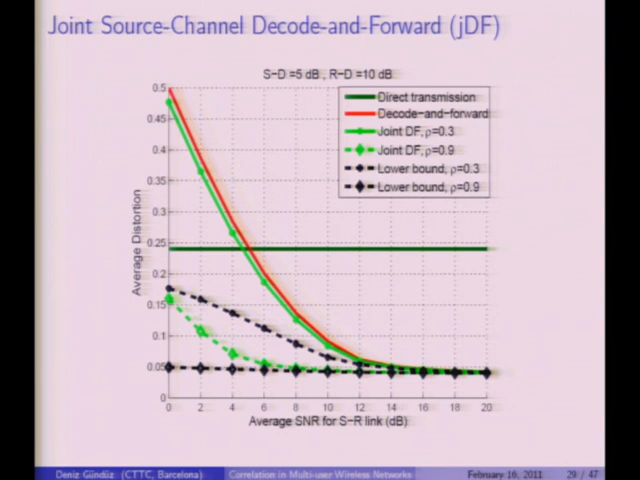 Joint Source-Channel Decode-and-Forward (jDF)
S-D =5 dB , R-D =10 dB
Direct transmission
Decode-and-forward
Joint DF, ρ=0.3
Joint DF, ρ=0.9
Lower bound, ρ=0.3
Lower bound, ρ=0.9
0.5
0.45
0.4
0.35
0.3
0.25
0.2
0.15
0.1
0.05
0
Average Distortion
0 2 4 6 8 10 12 14 16 18 20
Average SNR for S-R link (dB)
Deniz Gündüz (CTTC, Barcelona) Correlation in Multi-user Wireless Networks February 16, 2011 29 / 47